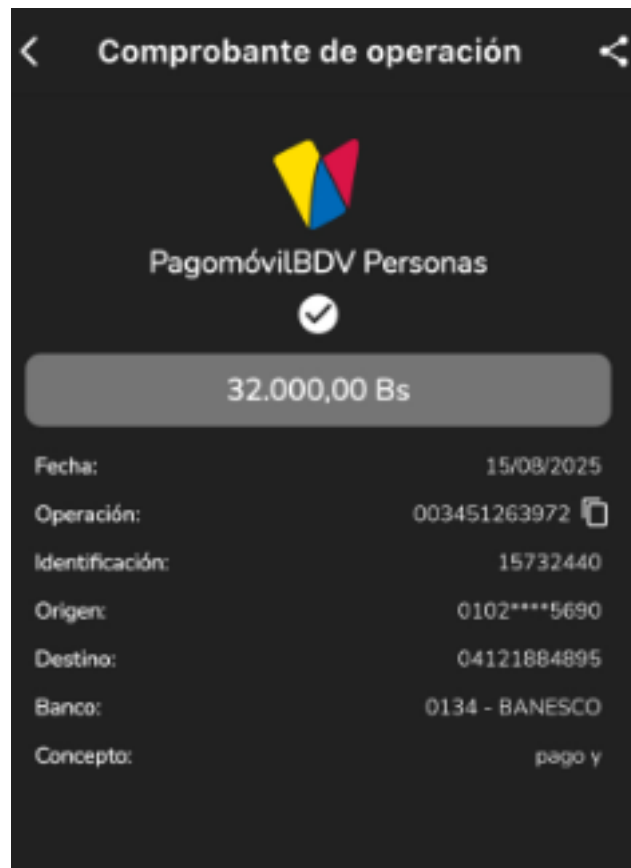 Comprobante de operación
PagomóvilBDV Personas
32.000,00 Bs
Fecha: 15/08/2025
Operación: 003451263972
Identificación: 15732440
Origen: 0102****5690
Destino: 04121884895
Banco: 0134 - BANESCO
Concepto: pago y